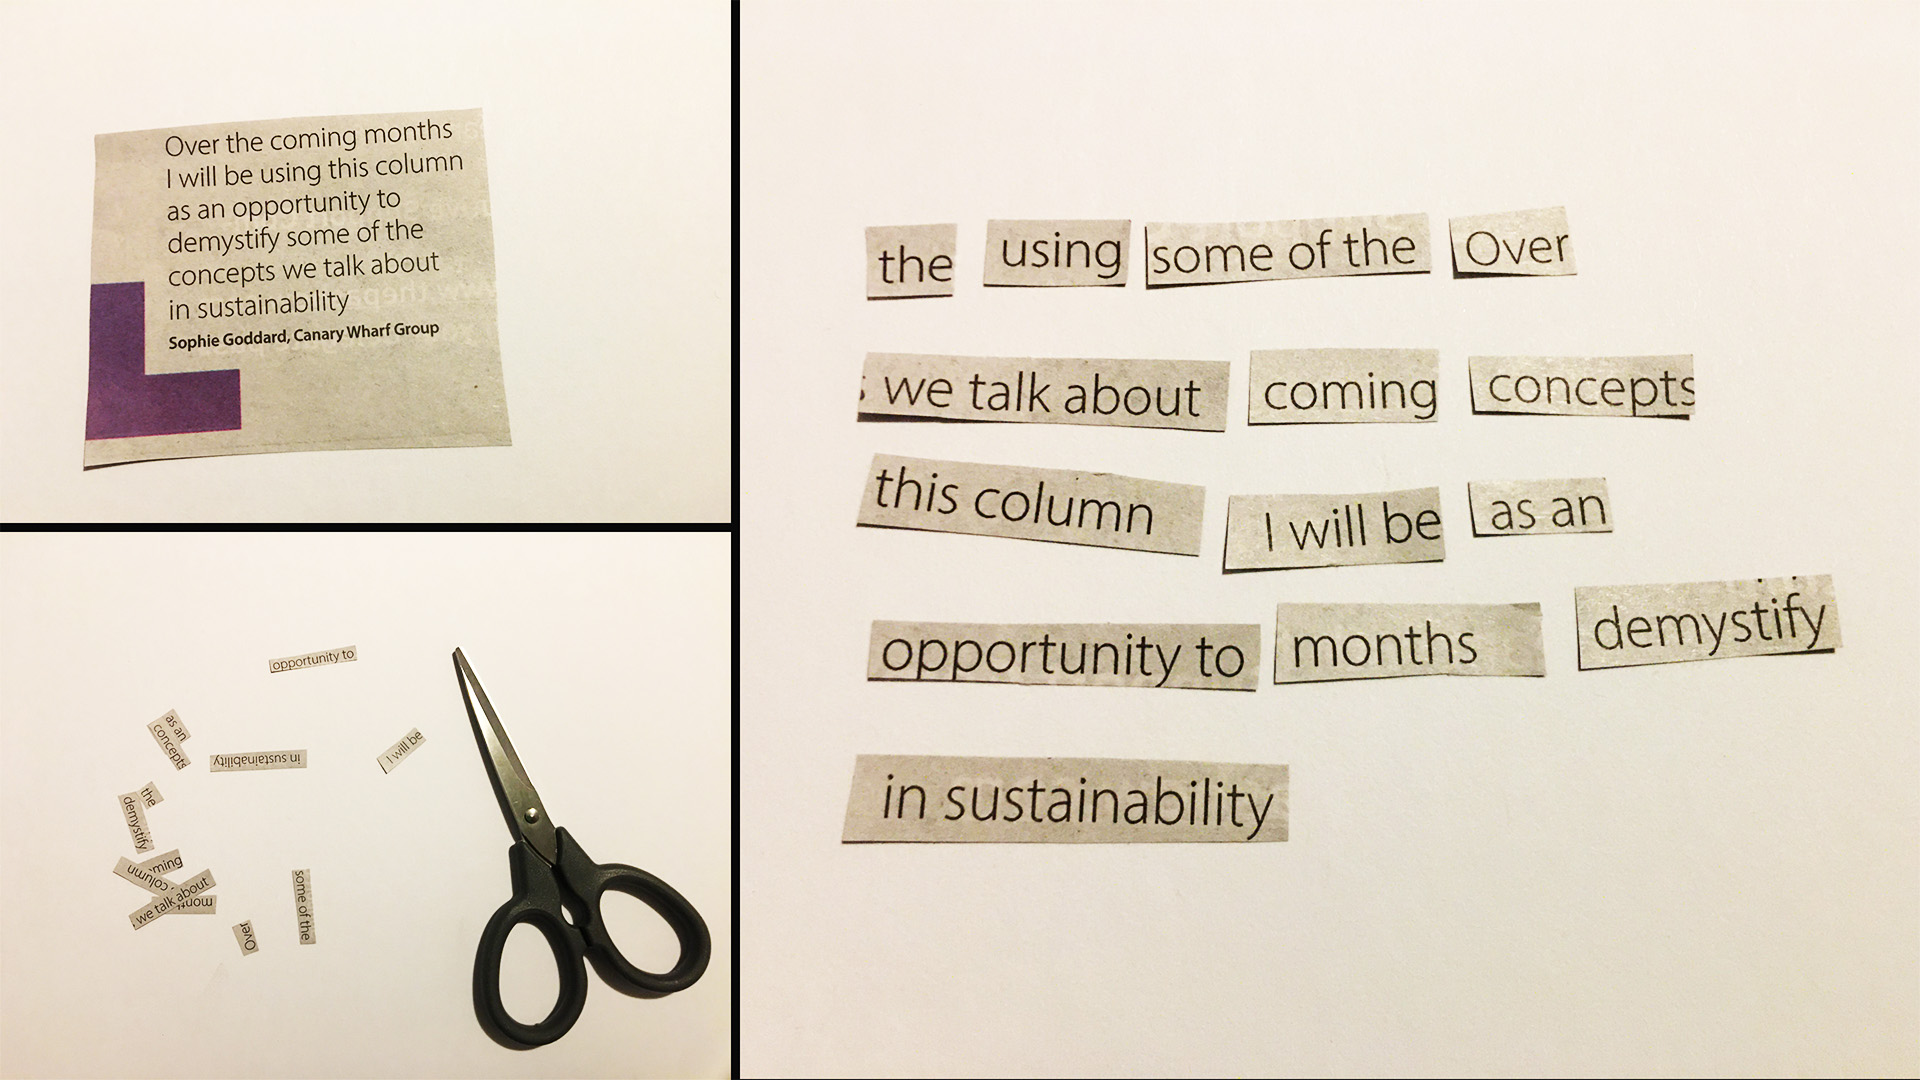 Over the coming months
I will be using this column
as an opportunity to
demystify some of the
concepts we talk about
in sustainability
Sophie Goddard, Canary Wharf Group
opportunity to
as an
concepts
in sustainability
I will be
the
demystify
ming
column
we talk about
mont
Over
some of the
the using some of the Over
we talk about coming concepts
this column I will be as an
opportunity to months demystify
in sustainability